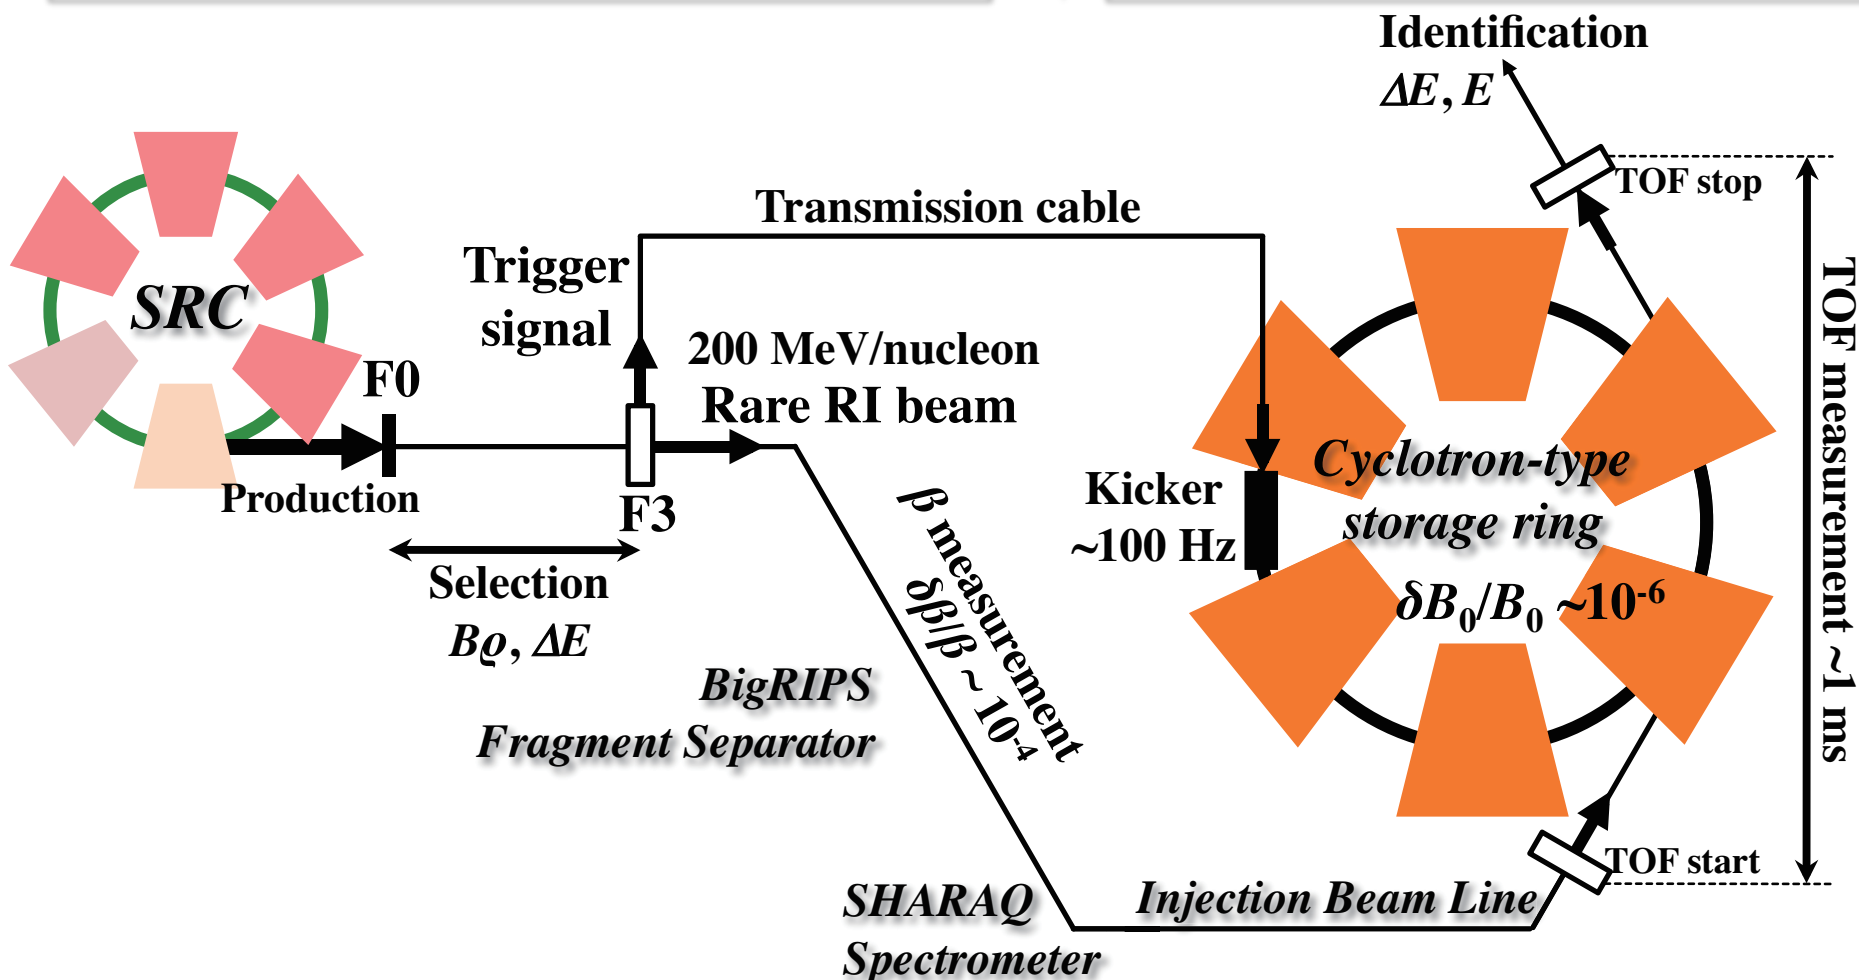 Identification
ΔE, E
TOF stop
Transmission cable
Trigger
signal
SRC
200 MeV/nucleon
Rare RI beam
F0
Production
F3
Selection
Bϱ, ΔE
BigRIPS
Fragment Separator
β measurement
δβ/β ~ 10⁻⁴
Kicker
~100 Hz
Cyclotron-type
storage ring
δB₀/B₀ ~10⁻⁶
TOF measurement ~1 ms
TOF start
Injection Beam Line
SHARAQ
Spectrometer